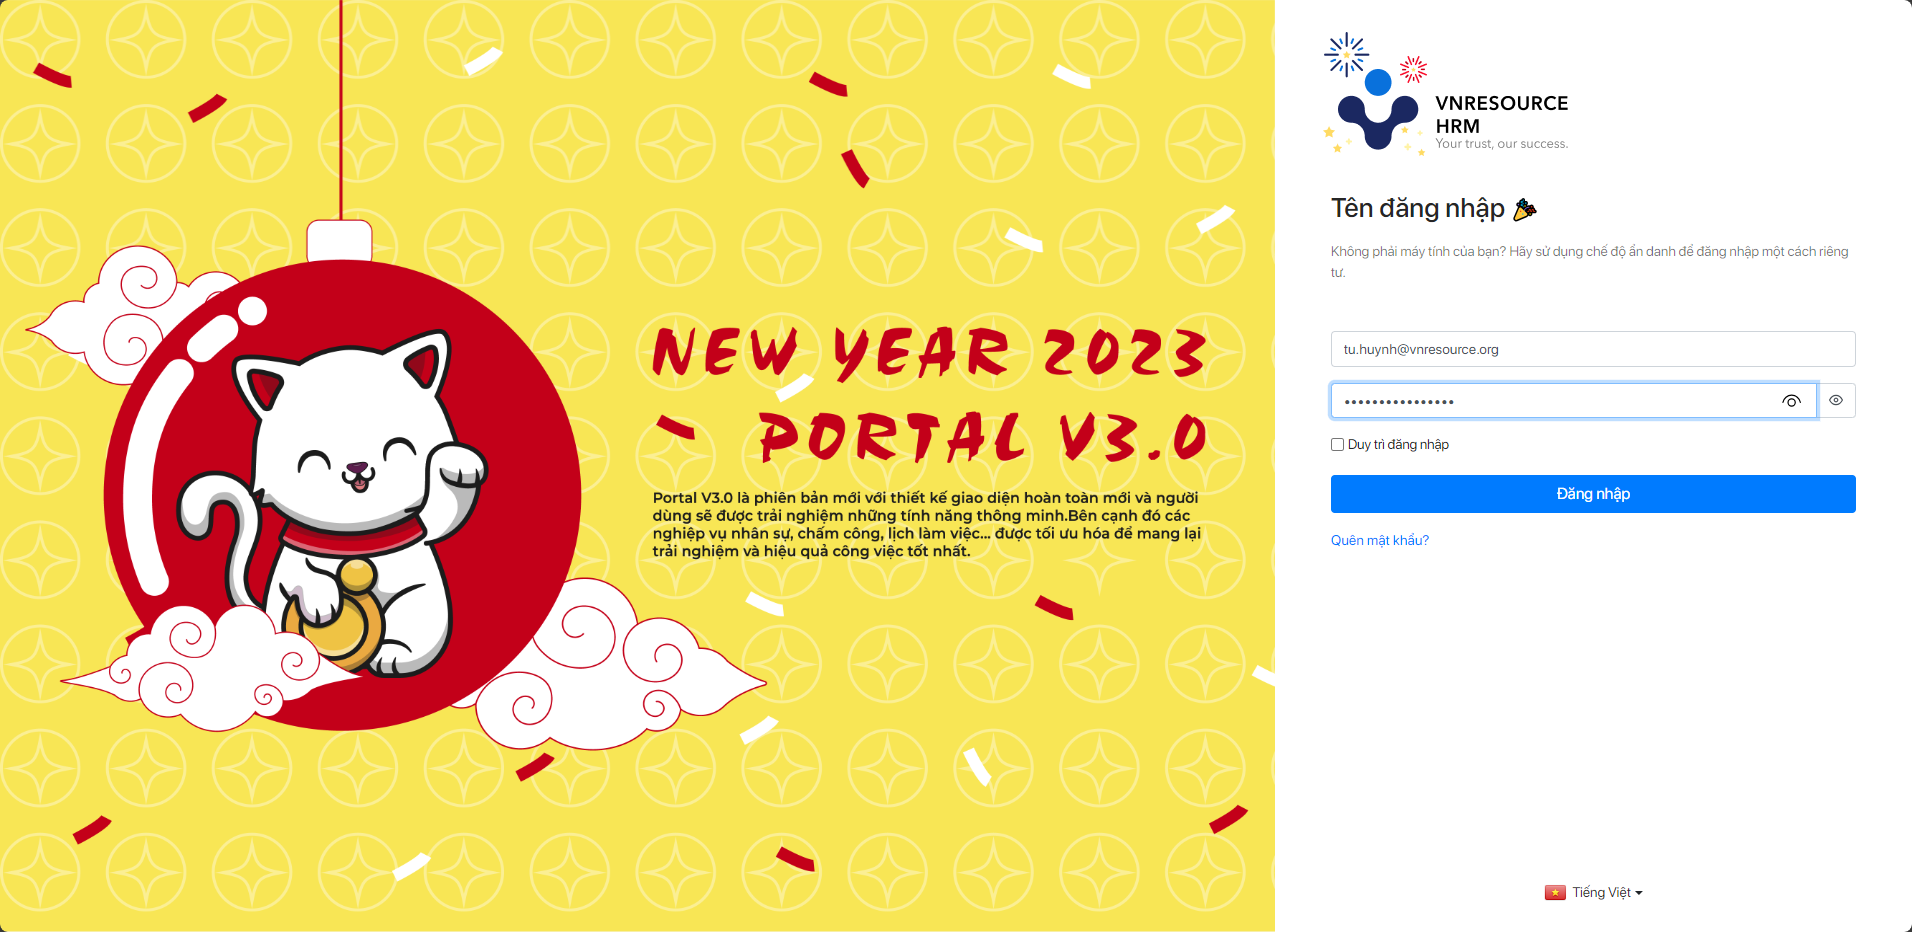 NEW YEAR 2023
PORTAL V3.0
Portal V3.0 là phiên bản mới với thiết kế giao diện hoàn toàn mới và người
dùng sẽ được trải nghiệm những tính năng thông minh.Bên cạnh đó các
nghiệp vụ nhân sự, chấm công, lịch làm việc... được tối ưu hóa để mang lại
trải nghiệm và hiệu quả công việc tốt nhất.
VNRESOURCE
HRM
Your trust, our success.
Tên đăng nhập
Không phải máy tính của bạn? Hãy sử dụng chế độ ẩn danh để đăng nhập một cách riêng
tư.
tu.huynh@vnresource.org
••••••••••••••••
Duy trì đăng nhập
Đăng nhập
Quên mật khẩu?
Tiếng Việt